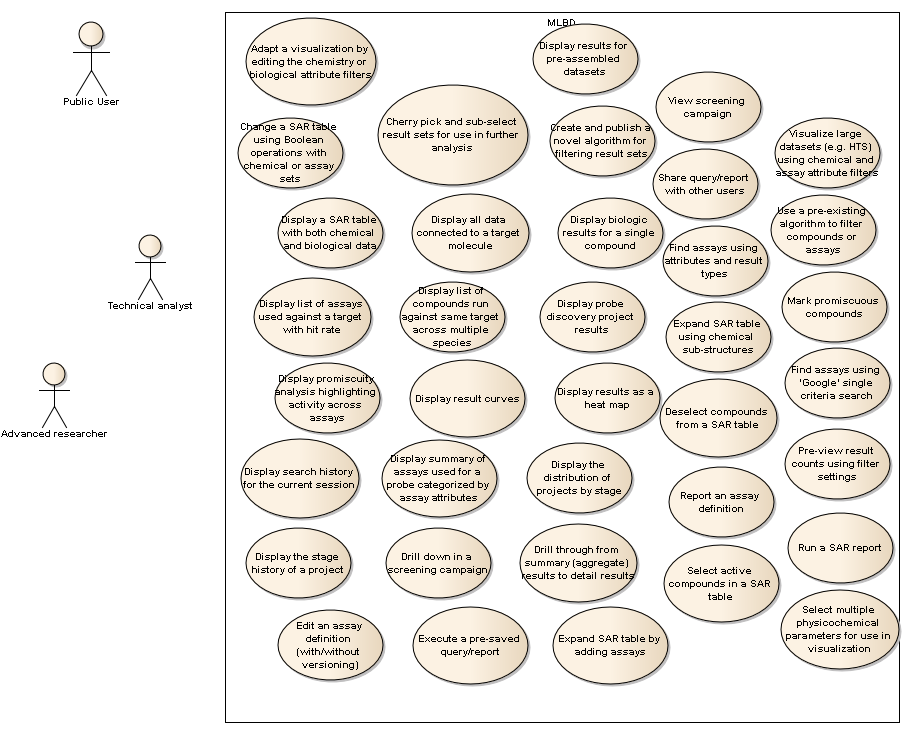 MLBD
Public User
Technical analyst
Advanced researcher
Adapt a visualization by
editing the chemistry or
biological attribute filters
Display results for
pre-assembled
datasets
View screening
campaign
Change a SAR table
using Boolean
operations with
chemical or assay
sets
Cherry pick and sub-select
result sets for use in further
analysis
Create and publish a
novel algorithm for
filtering result sets
Visualize large
datasets (e.g. HTS)
using chemical and
assay attribute filters
Share query/report
with other users
Display a SAR table
with both chemical
and biological data
Display all data
connected to a target
molecule
Display biologic
results for a single
compound
Use a pre-existing
algorithm to filter
compounds or
assays
Find assays using
attributes and result
types
Display list of assays
used against a target
with hit rate
Display list of
compounds run
against same target
across multiple
species
Display probe
discovery project
results
Mark promiscuous
compounds
Expand SAR table
using chemical
sub-structures
Display promiscuity
analysis highlighting
activity across
assays
Display result curves
Display results as a
heat map
Find assays using
'Google' single
criteria search
Deselect compounds
from a SAR table
Display search history
for the current session
Display summary of
assays used for a
probe categorized by
assay attributes
Display the
distribution of
projects by stage
Pre-view result
counts using filter
settings
Report an assay
definition
Display the stage
history of a project
Drill down in a
screening campaign
Drill through from
summary (aggregate)
results to detail results
Run a SAR report
Select active
compounds in a SAR
table
Edit an assay
definition
(with/without
versioning)
Execute a pre-saved
query/report
Expand SAR table by
adding assays
Select multiple
physicochemical
parameters for use in
visualization